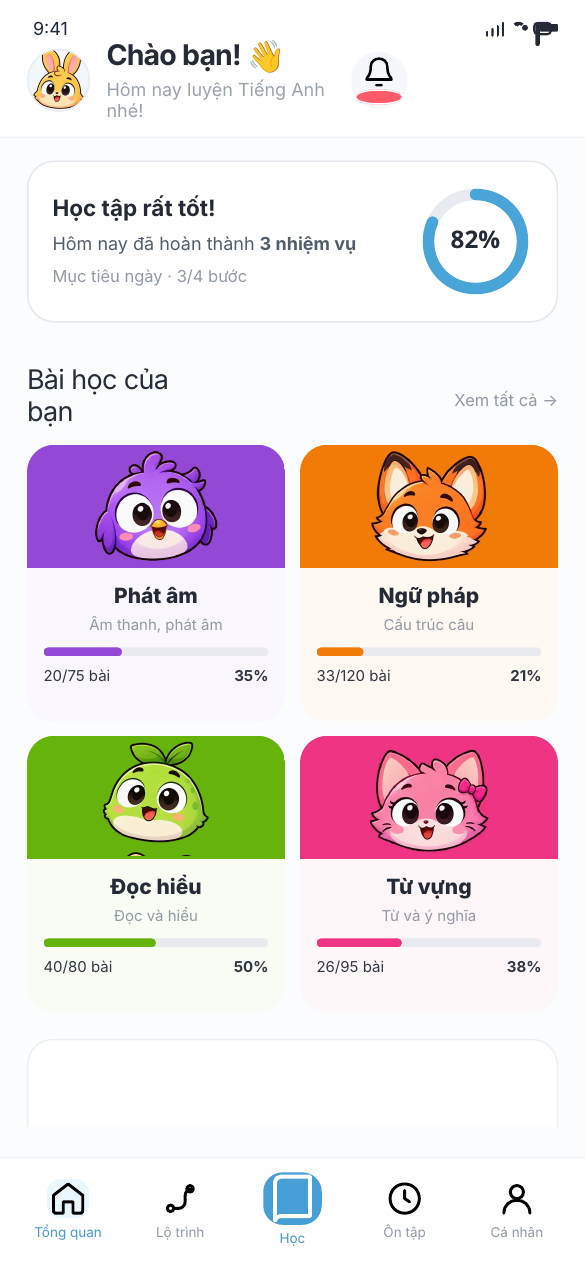 9:41
Chào bạn! 👋
Hôm nay luyện Tiếng Anh
nhé!
Học tập rất tốt!
Hôm nay đã hoàn thành 3 nhiệm vụ
Mục tiêu ngày · 3/4 bước
82%
Bài học của
bạn
Xem tất cả →
Phát âm
Âm thanh, phát âm
20/75 bài 35%
Ngữ pháp
Cấu trúc câu
33/120 bài 21%
Đọc hiểu
Đọc và hiểu
40/80 bài 50%
Từ vựng
Từ và ý nghĩa
26/95 bài 38%
Tổng quan
Lộ trình
Học
Ôn tập
Cá nhân